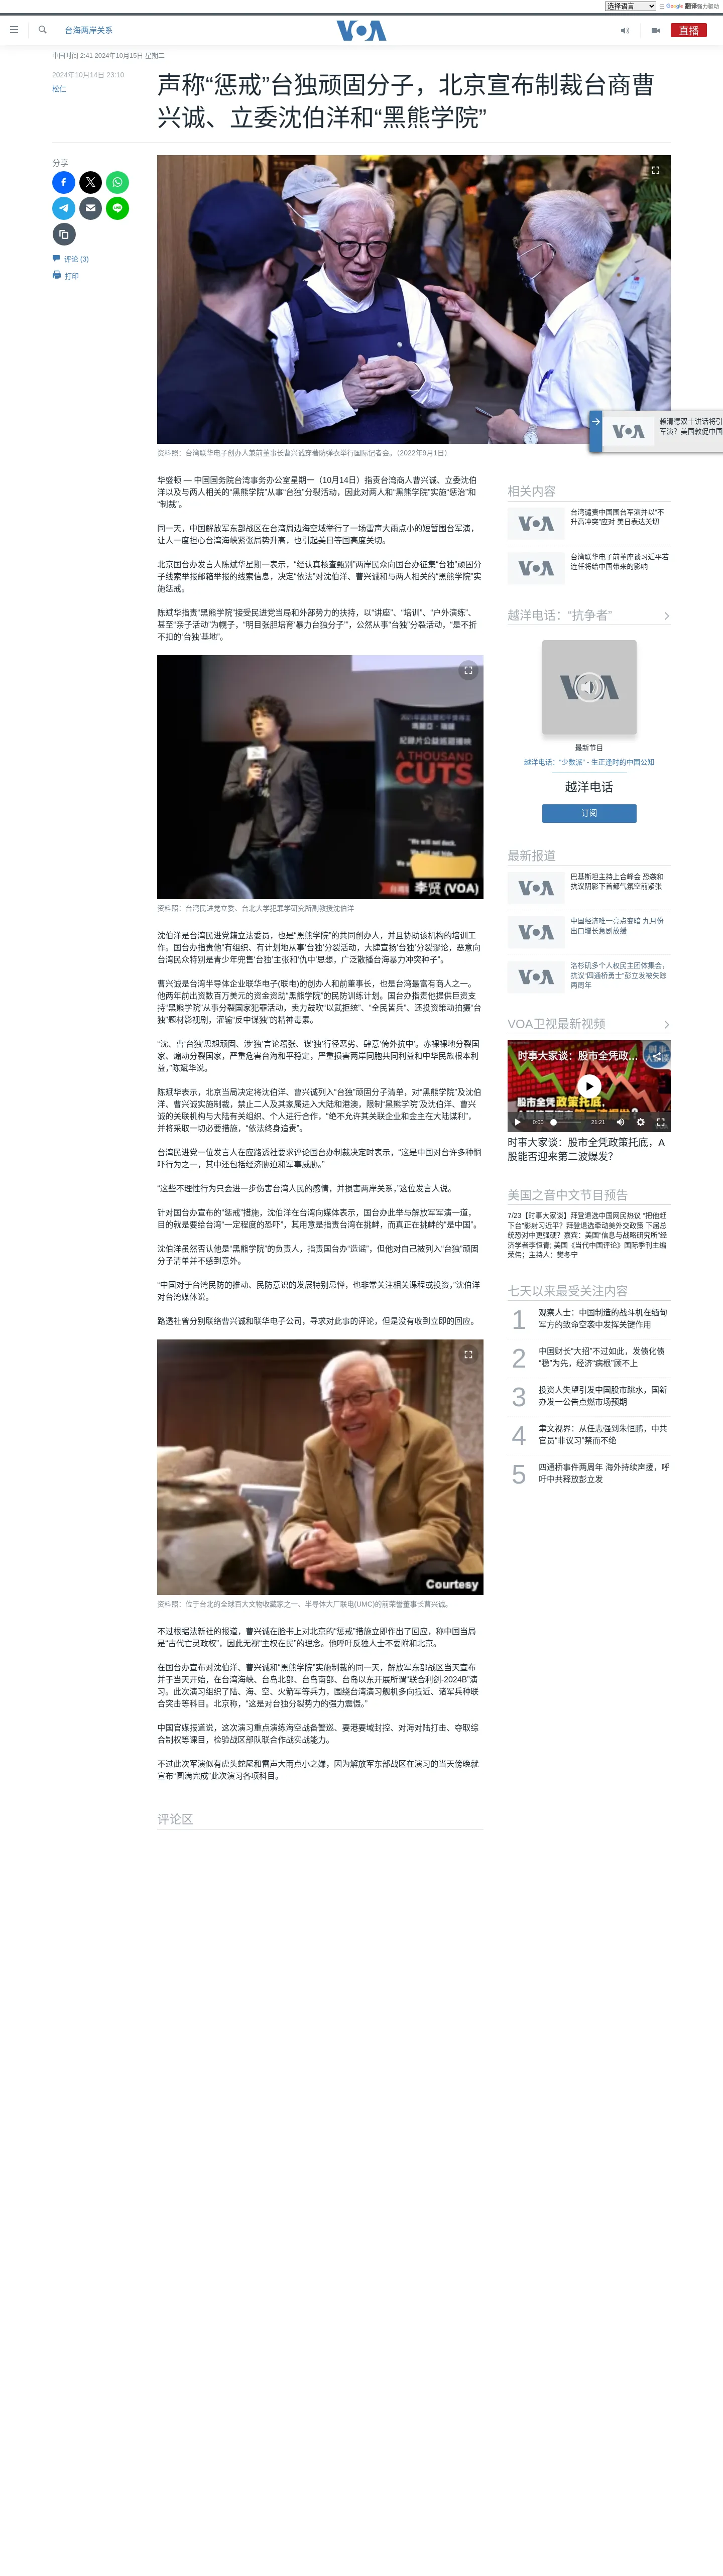 选择语言
由 Google 翻译强力驱动
台海两岸关系
VOA
直播
中国时间 2:41 2024年10月15日 星期二
2024年10月14日 23:10
松仁
声称“惩戒”台独顽固分子，北京宣布制裁台商曹
兴诚、立委沈伯洋和“黑熊学院”
分享
评论 (3)
打印
资料照：台湾联华电子创办人兼前董事长曹兴诚穿著防弹衣举行国际记者会。（2022年9月1日）
赖清德双十讲话将引
军演？美国敦促中国
VOA
华盛顿 — 中国国务院台湾事务办公室星期一（10月14日）指责台湾商人曹兴诚、立委沈伯
洋以及与两人相关的“黑熊学院”从事“台独”分裂活动，因此对两人和“黑熊学院”实施“惩治”和
“制裁”。
同一天，中国解放军东部战区在台湾周边海空域举行了一场雷声大雨点小的短暂围台军演，
让人一度担心台湾海峡紧张局势升高，也引起美日等国高度关切。
北京国台办发言人陈斌华星期一表示，“经认真核查甄别”两岸民众向国台办征集“台独”顽固分
子线索举报邮箱举报的线索信息，决定“依法”对沈伯洋、曹兴诚和与两人相关的“黑熊学院”实
施惩戒。
陈斌华指责“黑熊学院”接受民进党当局和外部势力的扶持，以“讲座”、“培训”、“户外演练”、
甚至“亲子活动”为幌子，“明目张胆培育‘暴力台独分子’”，公然从事“台独”分裂活动，“是不折
不扣的‘台独’基地”。
2021年諾貝爾和平獎得主
瑪麗亞·瑞薩
紀錄片公益巡迴播映
A THOUSAND
CUTS
李贤 (VOA)
资料照：台湾民进党立委、台北大学犯罪学研究所副教授沈伯洋
沈伯洋是台湾民进党籍立法委员，也是“黑熊学院”的共同创办人，并且协助该机构的培训工
作。国台办指责他“有组织、有计划地从事‘台独’分裂活动，大肆宣扬‘台独’分裂谬论，恶意向
台湾民众特别是青少年兜售‘台独’主张和‘仇中’思想，广泛散播台海暴力冲突种子”。
曹兴诚是台湾半导体企业联华电子(联电)的创办人和前董事长，也是台湾最富有商人之一。
他两年前出资数百万美元的资金资助“黑熊学院”的民防训练计划。国台办指责他提供巨资支
持“黑熊学院”从事分裂国家犯罪活动，卖力鼓吹“以武拒统”、“全民皆兵”、还投资策动拍摄“台
独”题材影视剧，灌输“反中谋独”的精神毒素。
“沈、曹‘台独’思想顽固、涉‘独’言论嚣张、谋‘独’行径恶劣、肆意‘倚外抗中’。赤裸裸地分裂国
家、煽动分裂国家，严重危害台海和平稳定，严重损害两岸同胞共同利益和中华民族根本利
益，”陈斌华说。
陈斌华表示，北京当局决定将沈伯洋、曹兴诚列入“台独”顽固分子清单，对“黑熊学院”及沈伯
洋、曹兴诚实施制裁，禁止二人及其家属进入大陆和港澳，限制“黑熊学院”及沈伯洋、曹兴
诚的关联机构与大陆有关组织、个人进行合作，“绝不允许其关联企业和金主在大陆谋利”，
并将采取一切必要措施，“依法终身追责”。
台湾民进党一位发言人在应路透社要求评论国台办制裁决定时表示，“这是中国对台许多种恫
吓行为之一，其中还包括经济胁迫和军事威胁。”
“这些不理性行为只会进一步伤害台湾人民的感情，并损害两岸关系，”这位发言人说。
针对国台办宣布的“惩戒”措施，沈伯洋在台湾向媒体表示，国台办此举与解放军军演一道，
目的就是要给台湾“一定程度的恐吓”，其用意是指责台湾在挑衅，而真正在挑衅的“是中国”。
沈伯洋虽然否认他是“黑熊学院”的负责人，指责国台办“造谣”，但他对自己被列入“台独”顽固
分子清单并不感到意外。
“中国对于台湾民防的推动、民防意识的发展特别忌惮，也非常关注相关课程或投资，”沈伯洋
对台湾媒体说。
路透社曾分别联络曹兴诚和联华电子公司，寻求对此事的评论，但是没有收到立即的回应。
Courtesy
资料照：位于台北的全球百大文物收藏家之一、半导体大厂联电(UMC)的前荣誉董事长曹兴诚。
不过根据法新社的报道，曹兴诚在脸书上对北京的“惩戒”措施立即作出了回应，称中国当局
是“古代亡灵政权”，因此无视“主权在民”的理念。他呼吁反独人士不要附和北京。
在国台办宣布对沈伯洋、曹兴诚和“黑熊学院”实施制裁的同一天，解放军东部战区当天宣布
并于当天开始，在台湾海峡、台岛北部、台岛南部、台岛以东开展所谓“联合利剑-2024B”演
习。此次演习组织了陆、海、空、火箭军等兵力，围绕台湾演习舰机多向抵近、诸军兵种联
合突击等科目。北京称，“这是对台独分裂势力的强力震慑。”
中国官媒报道说，这次演习重点演练海空战备警巡、要港要域封控、对海对陆打击、夺取综
合制权等课目，检验战区部队联合作战实战能力。
不过此次军演似有虎头蛇尾和雷声大雨点小之嫌，因为解放军东部战区在演习的当天傍晚就
宣布“圆满完成”此次演习各项科目。
评论区
相关内容
VOA
台湾谴责中国围台军演并以“不
升高冲突”应对 美日表达关切
VOA
台湾联华电子前董座谈习近平若
连任将给中国带来的影响
越洋电话：“抗争者”
VOA
最新节目
越洋电话：“少数派” - 生正逢时的中国公知
越洋电话
订阅
最新报道
VOA
巴基斯坦主持上合峰会 恐袭和
抗议阴影下首都气氛空前紧张
VOA
中国经济唯一亮点变暗 九月份
出口增长急剧放缓
VOA
洛杉矶多个人权民主团体集会，
抗议“四通桥勇士”彭立发被失踪
两周年
VOA卫视最新视频
时事大家谈：股市全凭政…
股市全凭政策托底，
0:00
21:21
时事大家谈：股市全凭政策托底，A
股能否迎来第二波爆发？
美国之音中文节目预告
7/23【时事大家谈】拜登退选中国网民热议 “把他赶
下台”影射习近平？拜登退选牵动美外交政策 下届总
统恐对中更强硬？嘉宾：美国“信息与战略研究所”经
济学者李恒青; 美国《当代中国评论》国际季刊主编
荣伟；主持人：樊冬宁
七天以来最受关注内容
1
观察人士：中国制造的战斗机在缅甸
军方的致命空袭中发挥关键作用
2
中国财长“大招”不过如此，发债化债
“稳”为先，经济“病根”顾不上
3
投资人失望引发中国股市跳水，国新
办发一公告点燃市场预期
4
聿文视界：从任志强到朱恒鹏，中共
官员“非议习”禁而不绝
5
四通桥事件两周年 海外持续声援，呼
吁中共释放彭立发